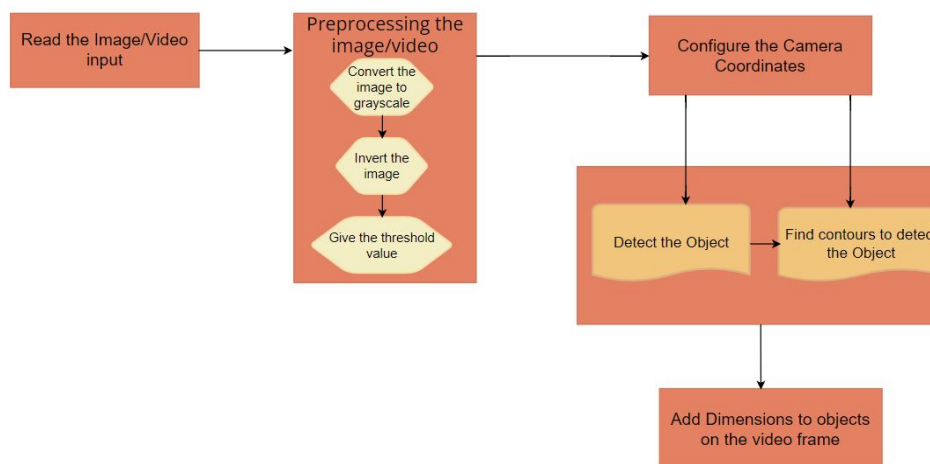 Read the Image/Video
input
Preprocessing the
image/video
Convert the
image to
grayscale
Invert the
image
Give the threshold
value
Configure the Camera
Coordinates
Detect the Object
Find contours to detec
the Object
Add Dimensions to objects
on the video frame